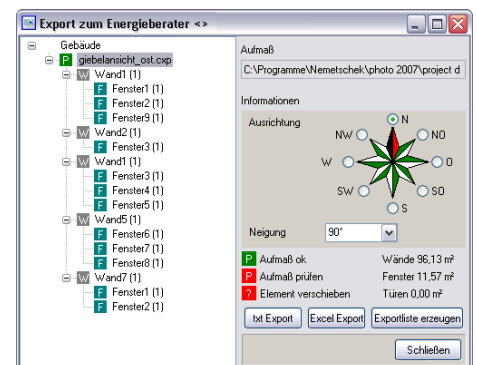 Export zum Energieberater <>
Gebäude
P giebelansicht_ost.cxp
W Wand1 (1)
F Fenster1 (1)
F Fenster2 (1)
F Fenster9 (1)
W Wand2 (1)
F Fenster3 (1)
W Wand1 (1)
F Fenster3 (1)
F Fenster4 (1)
F Fenster5 (1)
W Wand5 (1)
F Fenster6 (1)
F Fenster7 (1)
F Fenster8 (1)
W Wand7 (1)
F Fenster1 (1)
F Fenster2 (1)
Aufmaß
C:\Programme\Nemetschek\photo 2007\project d
Informationen
Ausrichtung
N
NW NO
W O
SW SO
S
Neigung 90°
P Aufmaß ok Wände 96,13 m²
P Aufmaß prüfen Fenster 11,57 m²
? Element verschieben Türen 0,00 m²
txt Export Excel Export Exportliste erzeugen
Schließen